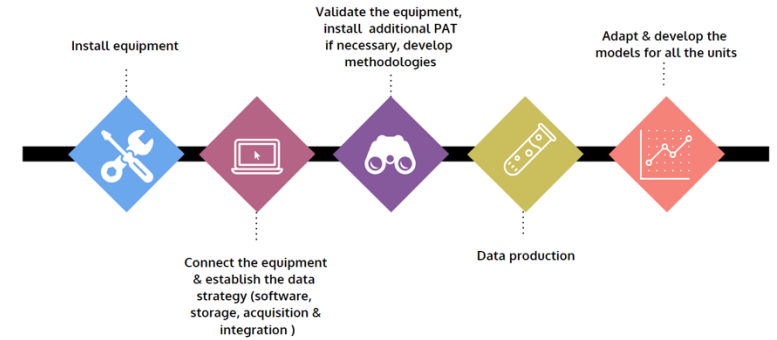 Install equipment
Connect the equipment
& establish the data
strategy (software,
storage, acquisition &
integration )
Validate the equipment,
install additional PAT
if necessary, develop
methodologies
Data production
Adapt & develop the
models for all the units